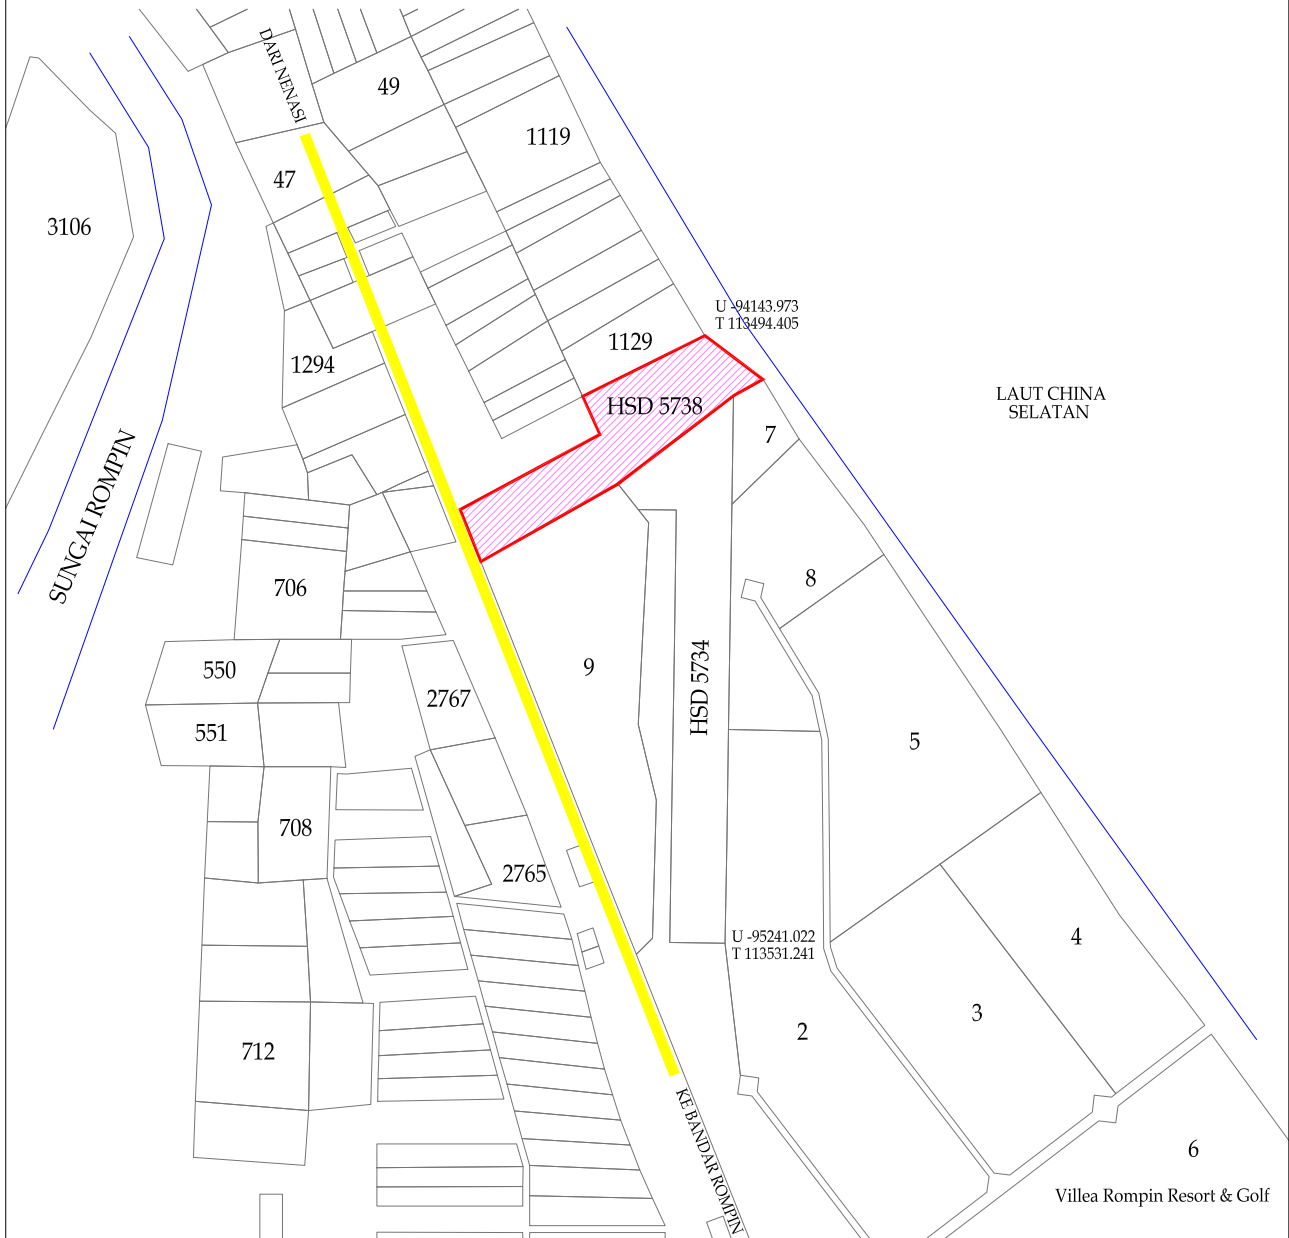 DARI NENASI
49
1119
47
3106
U -94143.973
T 113494.405
1129
1294
LAUT CHINA
SELATAN
HSD 5738
7
SUNGAI ROMPIN
8
706
HSD 5734
9
550
2767
551
5
708
2765
U -95241.022
T 113531.241
4
3
2
712
KE BANDAR ROMPIN
6
Villea Rompin Resort & Golf